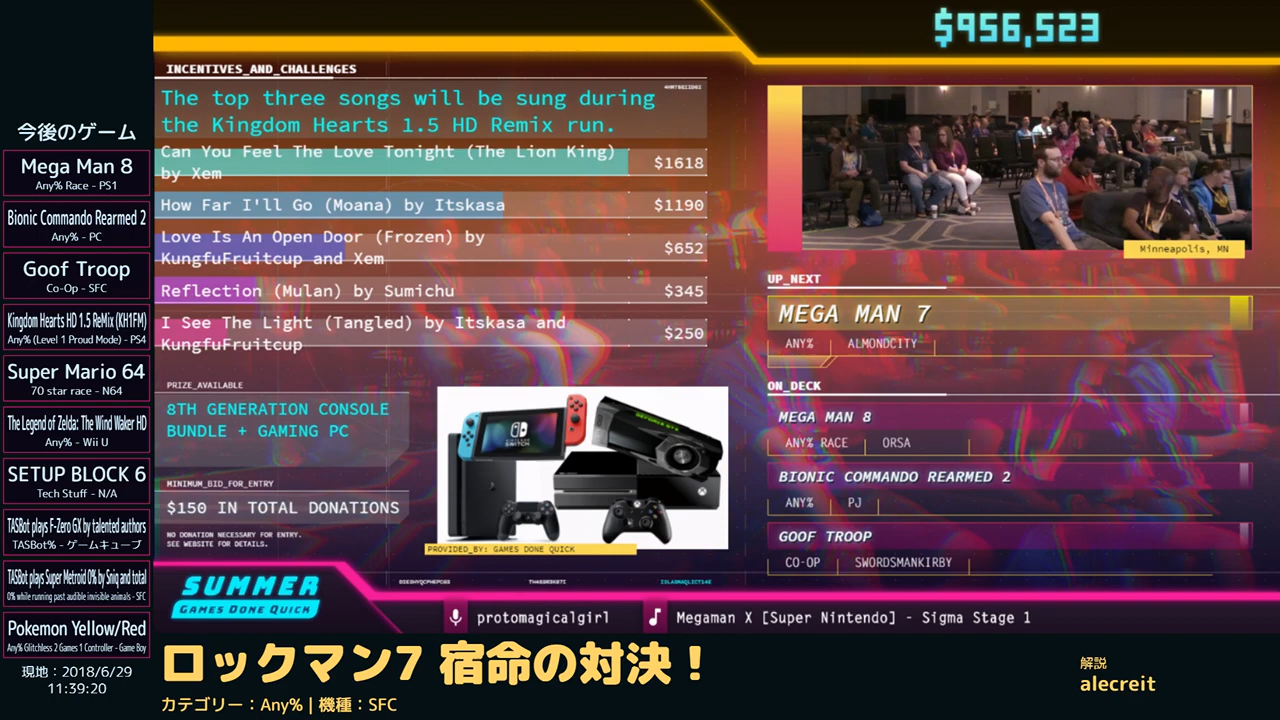 $956,523
INCENTIVES_AND_CHALLENGES
The top three songs will be sung during
the Kingdom Hearts 1.5 HD Remix run.
Can You Feel The Love Tonight (The Lion King)
by Xem
$1618
How Far I'll Go (Moana) by Itskasa
$1190
Love Is An Open Door (Frozen) by
KungfuFruitcup and Xem
$652
Reflection (Mulan) by Sumichu
$345
I See The Light (Tangled) by Itskasa and
KungfuFruitcup
$250
PRIZE_AVAILABLE
8TH GENERATION CONSOLE
BUNDLE + GAMING PC
MINIMUM_BID_FOR_ENTRY
$150 IN TOTAL DONATIONS
NO DONATION NECESSARY FOR ENTRY.
SEE WEBSITE FOR DETAILS.
PROVIDED_BY: GAMES DONE QUICK
Minneapolis, MN
UP_NEXT
MEGA MAN 7
ANY% ALMONDCITY
ON_DECK
MEGA MAN 8
ANY% RACE ORSA
BIONIC COMMANDO REARMED 2
ANY% PJ
GOOF TROOP
CO-OP SWORDSMANKIRBY
SUMMER
GAMES DONE QUICK
protomagicalgirl
Megaman X [Super Nintendo] - Sigma Stage 1
今後のゲーム
Mega Man 8
Any% Race - PS1
Bionic Commando Rearmed 2
Any% - PC
Goof Troop
Co-Op - SFC
Kingdom Hearts HD 1.5 ReMix (KH1FM)
Any% (Level 1 Proud Mode) - PS4
Super Mario 64
70 star race - N64
The Legend of Zelda: The Wind Waker HD
Any% - Wii U
SETUP BLOCK 6
Tech Stuff - N/A
TASBot plays F-Zero GX by talented authors
TASBot% - ゲームキューブ
TASBot plays Super Metroid 0% by Sniq and total
0% while running past audible invisible animals - SFC
Pokemon Yellow/Red
Any% Glitchless 2 Games 1 Controller - Game Boy
現地：2018/6/29
11:39:20
ロックマン7 宿命の対決！
カテゴリー：Any% | 機種：SFC
解説
alecreit